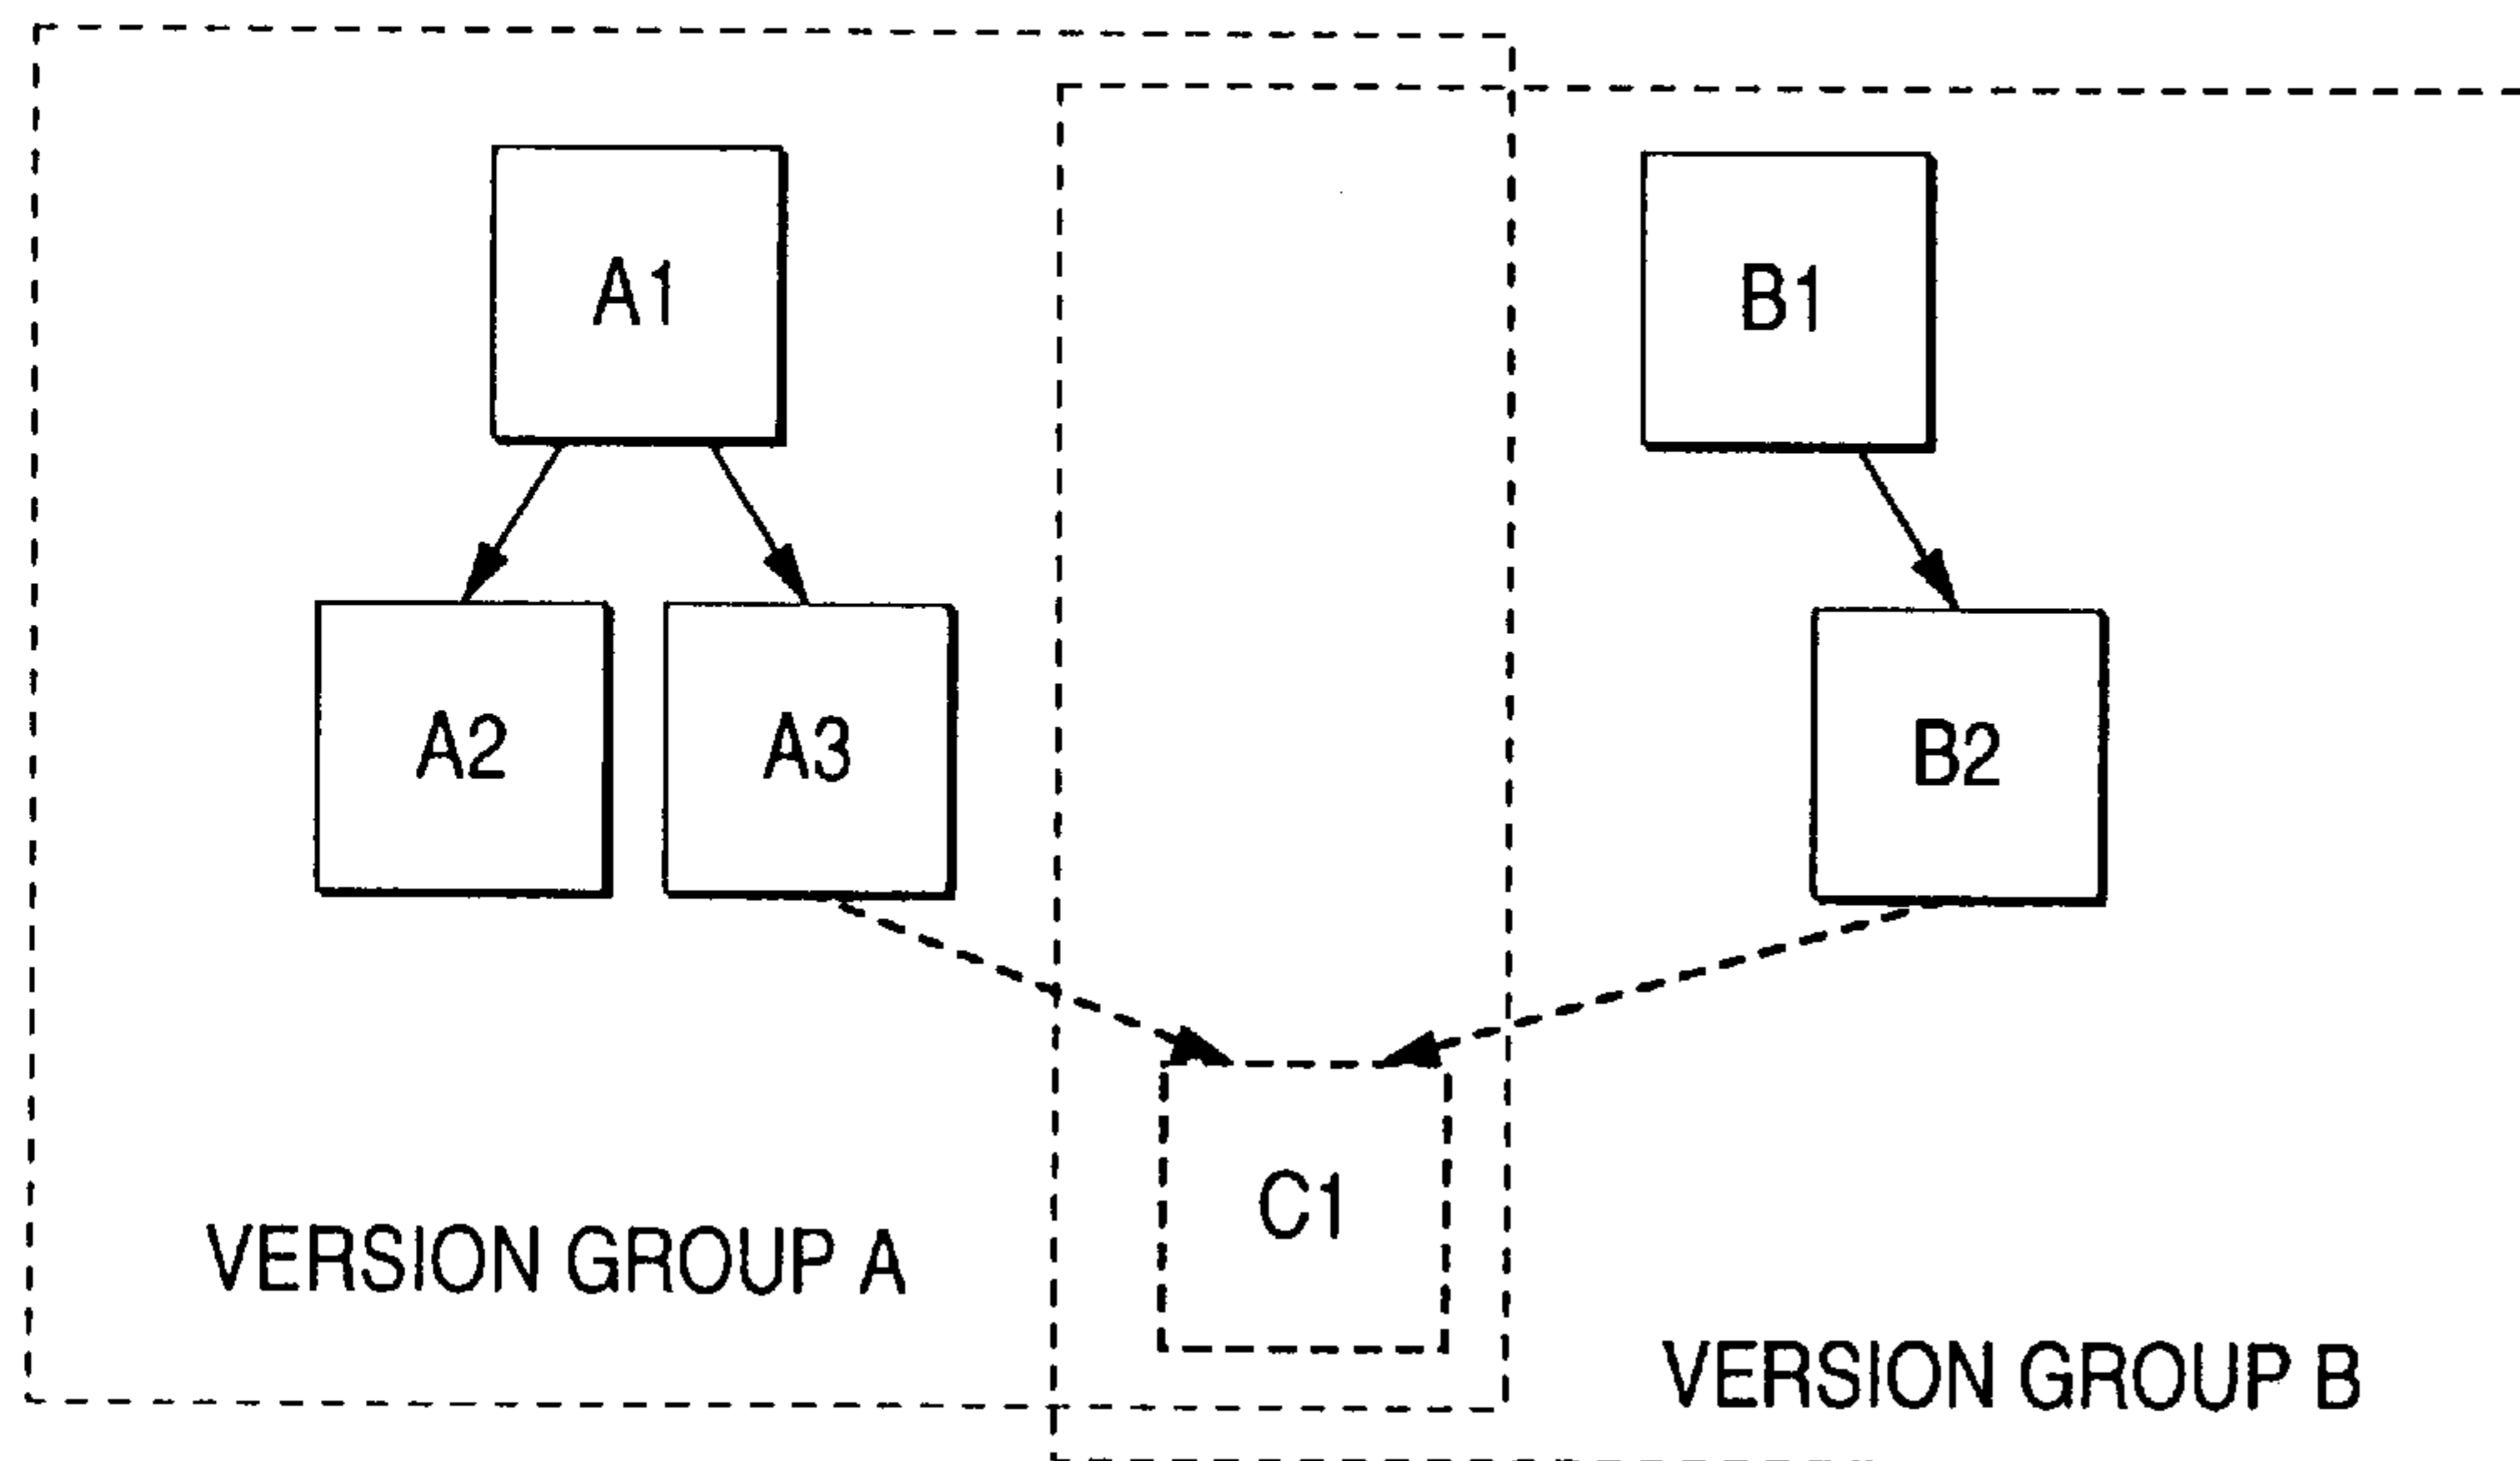 A1
B1
A2
A3
B2
C1
VERSION GROUP A
VERSION GROUP B